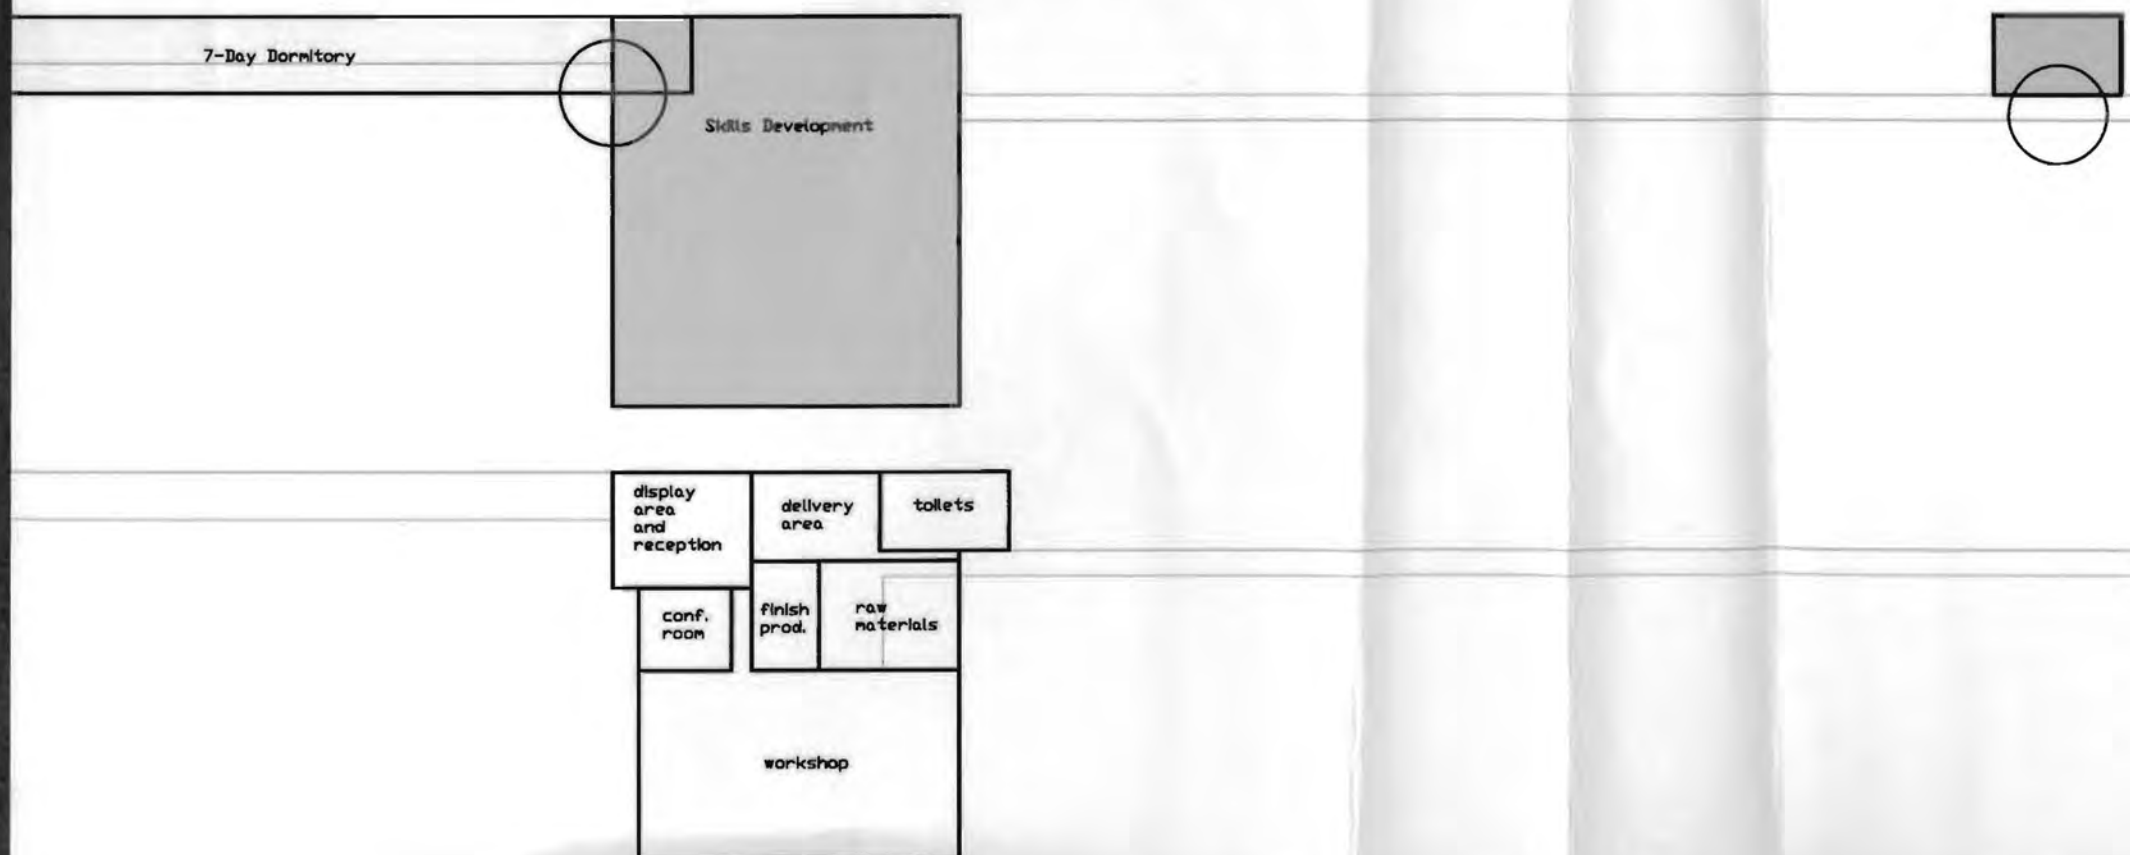 7-Day Dormitory
Skills Development
display
area
and
reception
delivery
area
toilets
conf.
room
finish
prod.
raw
materials
workshop